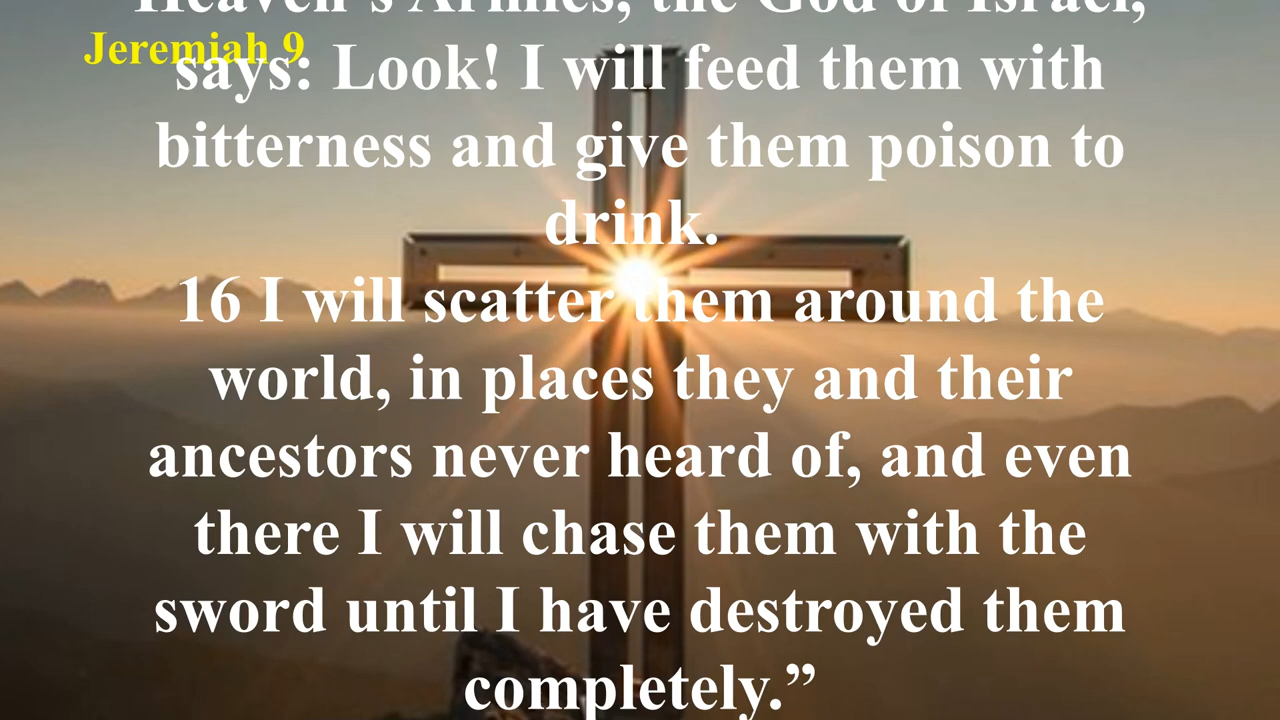 Heaven's Armies, the God of Israel,
Jeremiah 9
says: Look! I will feed them with
bitterness and give them poison to
drink.
16 I will scatter them around the
world, in places they and their
ancestors never heard of, and even
there I will chase them with the
sword until I have destroyed them
completely.”